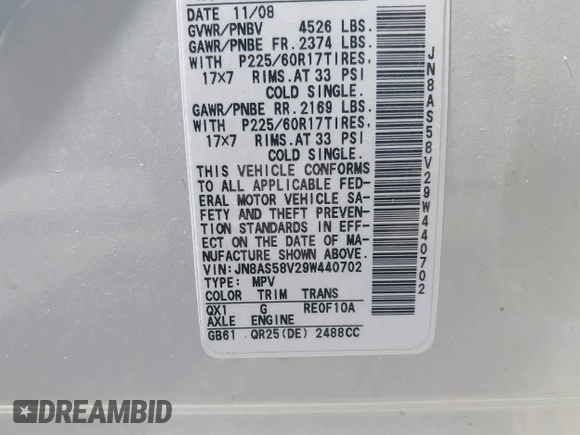 DATE 11/08
GVWR/PNBV 4526 LBS.
GAWR/PNBE FR. 2374 LBS.
WITH P225/60R17TIRES,
17×7 RIMS.AT 33 PSI
COLD SINGLE.
GAWR/PNBE RR. 2169 LBS.
WITH P225/60R17TIRES,
17×7 RIMS.AT 33 PSI
COLD SINGLE.
THIS VEHICLE CONFORMS
TO ALL APPLICABLE FED-
ERAL MOTOR VEHICLE SA-
FETY AND THEFT PREVEN-
TION STANDARDS IN EFF-
ECT ON THE DATE OF MA-
NUFACTURE SHOWN ABOVE.
VIN:JN8AS58V29W440702
TYPE: MPV
COLOR TRIM TRANS
QX1 G RE0F10A
AXLE ENGINE
GB61 QR25(DE) 2488CC
JN8AS58V29W440702
DREAMBID